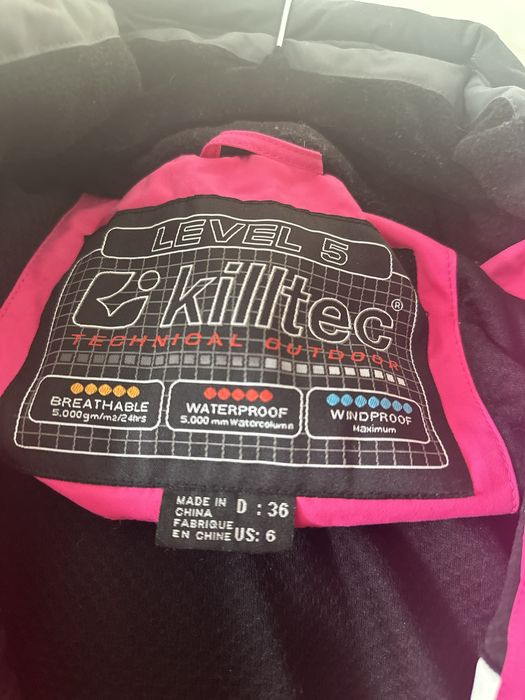 LEVEL 5
killtec®
TECHNICAL OUTDOOR
BREATHABLE
5.000gm/m2/24hrs
WATERPROOF
5.000 mm Watercolumn
WINDPROOF
Maximum
MADE IN
CHINA
FABRIQUE
EN CHINE
D : 36
US: 6